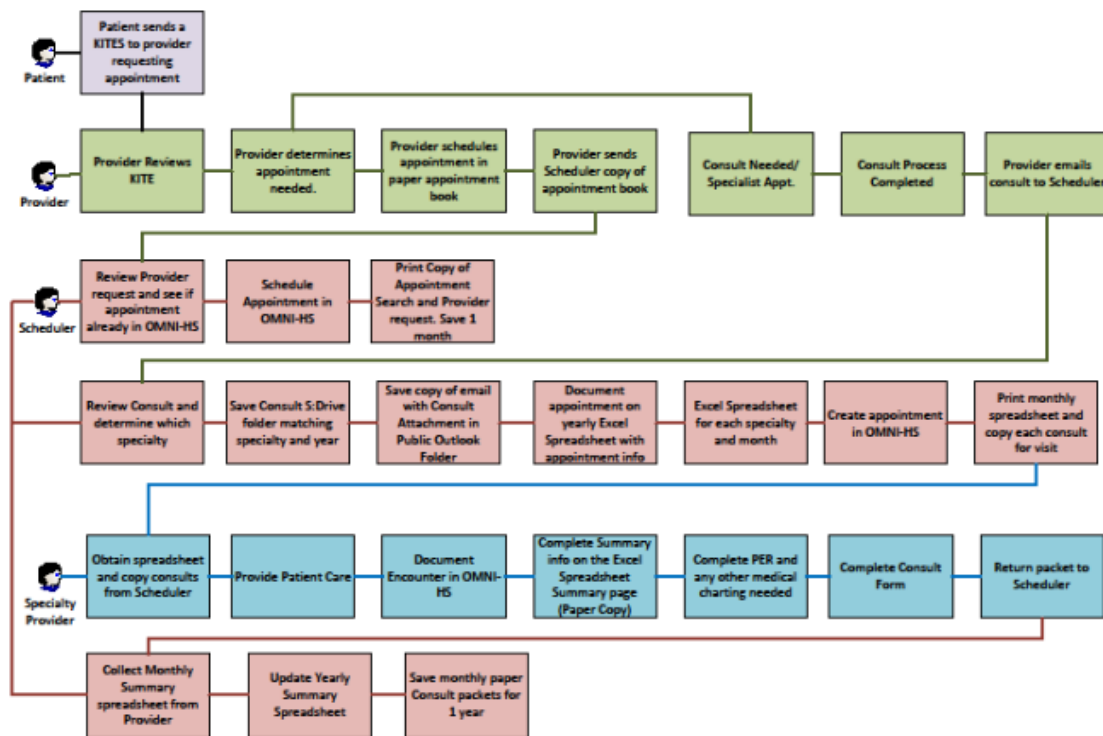 Patient sends a
KITES to provider
requesting
appointment
Patient
Provider Reviews
KITE
Provider determines
appointment
needed.
Provider schedules
appointment in
paper appointment
book
Provider sends
Scheduler copy of
appointment book
Consult Needed/
Specialist Appt.
Consult Process
Completed
Provider emails
consult to Scheduler
Provider
Review Provider
request and see if
appointment
already in OMNI-HS
Schedule
Appointment in
OMNI-HS
Print Copy of
Appointment
Search and Provider
request. Save 1
month
Scheduler
Review Consult and
determine which
specialty
Save Consult S:Drive
folder matching
specialty and year
Save copy of email
with Consult
Attachment in
Public Outlook
Folder
Document
appointment on
yearly Excel
Spreadsheet with
appointment info
Excel Spreadsheet
for each specialty
and month
Create appointment
in OMNI-HS
Print monthly
spreadsheet and
copy each consult
for visit
Obtain spreadsheet
and copy consults
from Scheduler
Provide Patient Care
Document
Encounter in OMNI-
HS
Complete Summary
info on the Excel
Spreadsheet
Summary page
(Paper Copy)
Complete PER and
any other medical
charting needed
Complete Consult
Form
Return packet to
Scheduler
Specialty
Provider
Collect Monthly
Summary
spreadsheet from
Provider
Update Yearly
Summary
Spreadsheet
Save monthly paper
Consult packets for
1 year